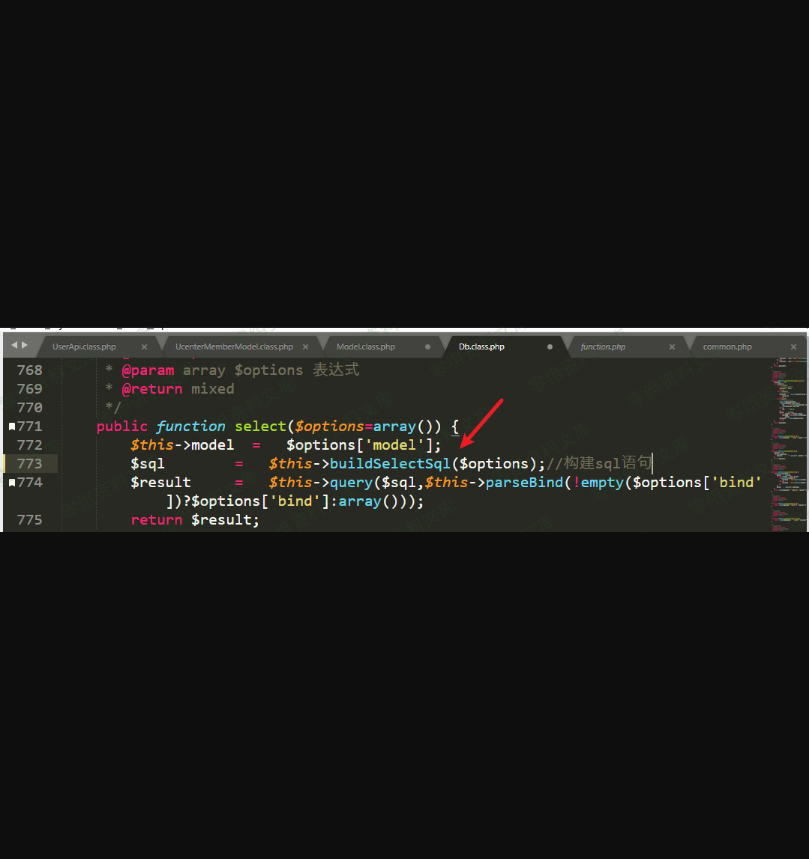 UserApi.class.php × UcenterMemberModel.class.php × Model.class.php Db.class.php function.php × common.php ×
768 * @param array $options 表达式
769 * @return mixed
770 */
771 public function select($options=array()) {
772 $this->model = $options['model'];
773 $sql = $this->buildSelectSql($options);//构建sql语句
774 $result = $this->query($sql,$this->parseBind(!empty($options['bind'
])?$options['bind']:array()));
775 return $result;